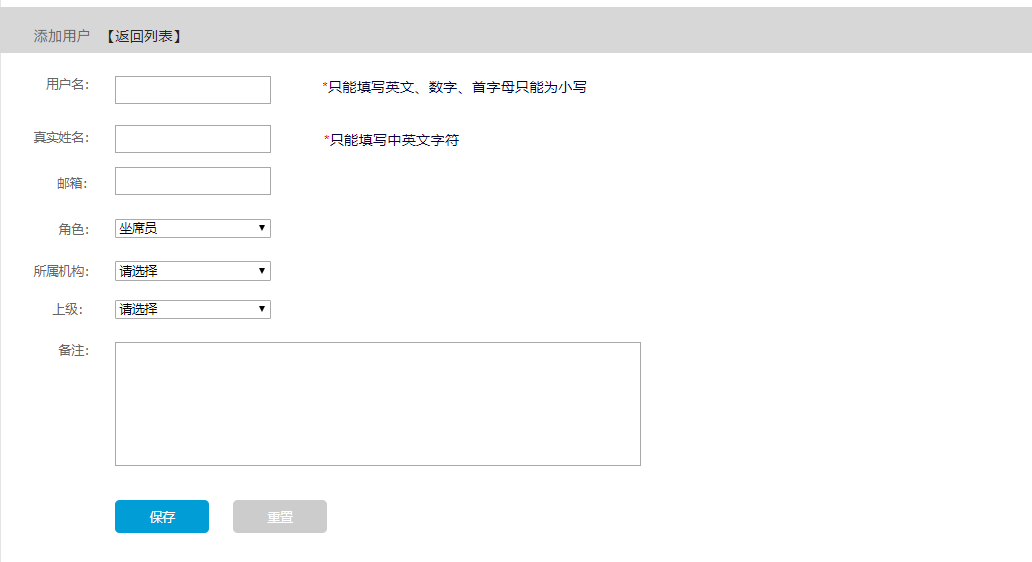 添加用户 【返回列表】
用户名: *只能填写英文、数字、首字母只能为小写
真实姓名: *只能填写中英文字符
邮箱:
角色: 坐席员
所属机构: 请选择
上级: 请选择
备注:
保存 重置